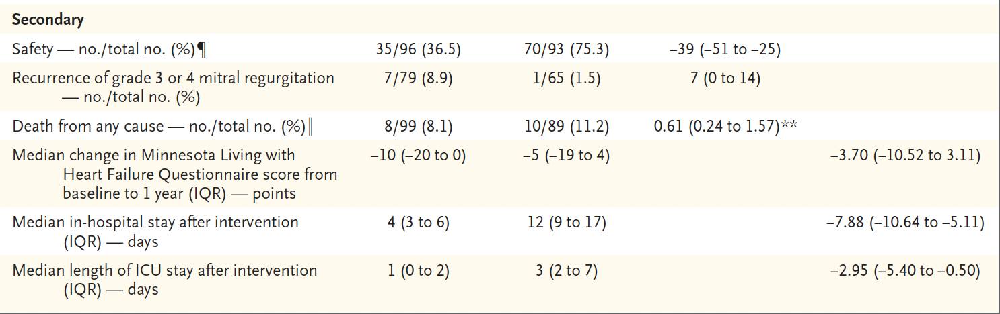 Secondary
Safety — no./total no. (%)¶ 35/96 (36.5) 70/93 (75.3) –39 (–51 to –25)
Recurrence of grade 3 or 4 mitral regurgitation 7/79 (8.9) 1/65 (1.5) 7 (0 to 14)
— no./total no. (%)
Death from any cause — no./total no. (%)‖ 8/99 (8.1) 10/89 (11.2) 0.61 (0.24 to 1.57)**
Median change in Minnesota Living with –10 (–20 to 0) –5 (–19 to 4) –3.70 (–10.52 to 3.11)
Heart Failure Questionnaire score from
baseline to 1 year (IQR) — points
Median in-hospital stay after intervention 4 (3 to 6) 12 (9 to 17) –7.88 (–10.64 to –5.11)
(IQR) — days
Median length of ICU stay after intervention 1 (0 to 2) 3 (2 to 7) –2.95 (–5.40 to –0.50)
(IQR) — days